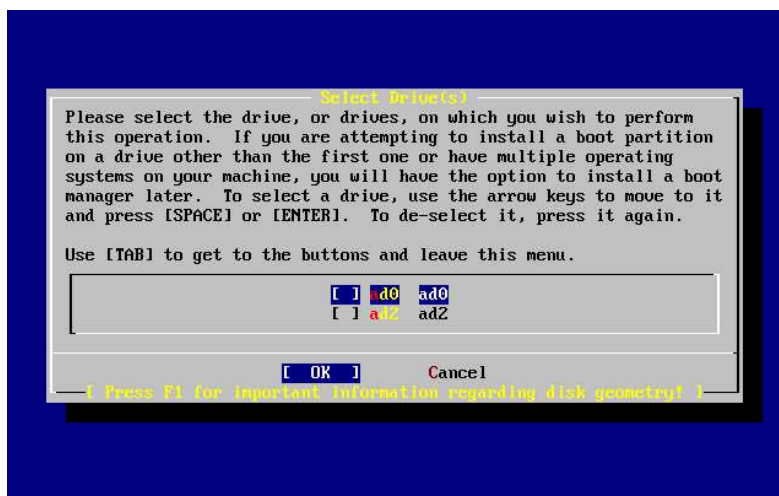 Select Drive(s)
Please select the drive, or drives, on which you wish to perform
this operation.  If you are attempting to install a boot partition
on a drive other than the first one or have multiple operating
systems on your machine, you will have the option to install a boot
manager later.  To select a drive, use the arrow keys to move to it
and press [SPACE] or [ENTER].  To de-select it, press it again.
Use [TAB] to get to the buttons and leave this menu.
[ ] ad0 ad0
[ ] ad2 ad2
[ OK ] Cancel
[ Press F1 for important information regarding disk geometry! ]